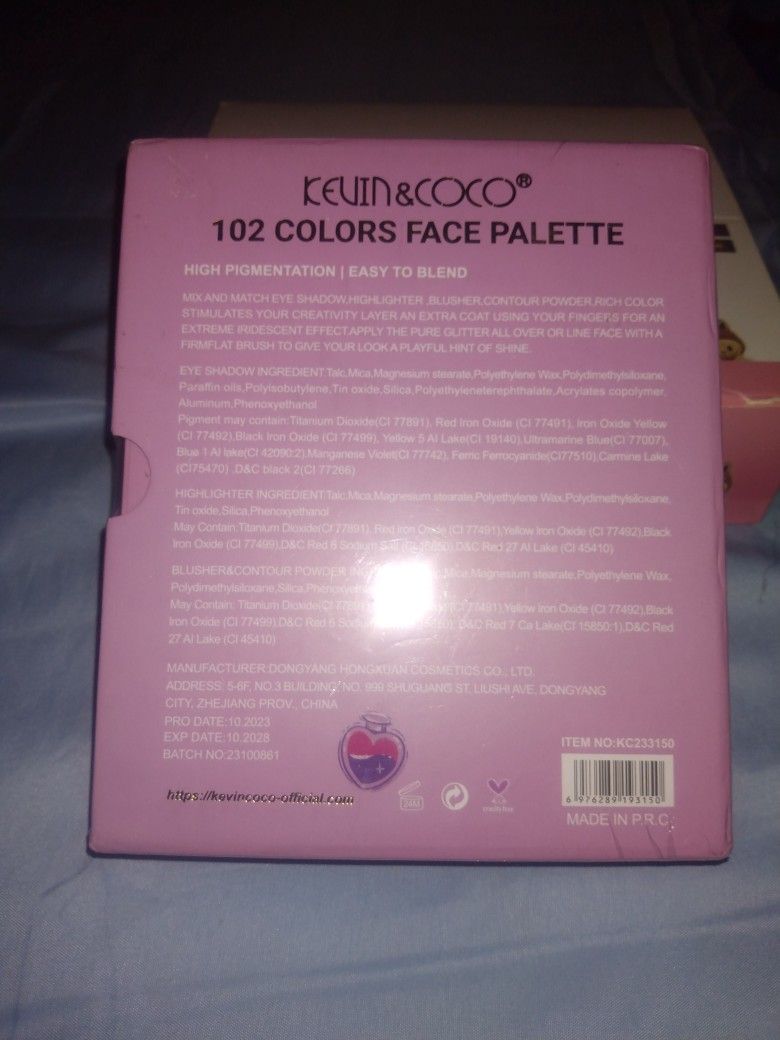 KEVIN&COCO®
102 COLORS FACE PALETTE
HIGH PIGMENTATION | EASY TO BLEND
MIX AND MATCH EYE SHADOW,HIGHLIGHTER ,BLUSHER,CONTOUR POWDER.RICH COLOR
STIMULATES YOUR CREATIVITY LAYER AN EXTRA COAT USING YOUR FINGERS FOR AN
EXTREME IRIDESCENT EFFECT.APPLY THE PURE GLITTER ALL OVER OR LINE FACE WITH A
FIRMFLAT BRUSH TO GIVE YOUR LOOK A PLAYFUL HINT OF SHINE.
EYE SHADOW INGREDIENT:Talc,Mica,Magnesium stearate,Polyethylene Wax,Polydimethylsiloxane,
Paraffin oils,Polyisobutylene,Tin oxide,Silica,Polyethyleneterephthalate,Acrylates copolymer,
Aluminum,Phenoxyethanol
Pigment may contain:Titanium Dioxide(CI 77891), Red Iron Oxide (CI 77491), Iron Oxide Yellow
(CI 77492),Black Iron Oxide (CI 77499), Yellow 5 Al Lake(CI 19140),Ultramarine Blue(CI 77007),
Blue 1 Al lake(CI 42090:2),Manganese Violet(CI 77742), Ferric Ferrocyanide(CI77510),Carmine Lake
(CI75470) ,D&C black 2(CI 77266)
HIGHLIGHTER INGREDIENT:Talc,Mica,Magnesium stearate,Polyethylene Wax,Polydimethylsiloxane,
Tin oxide,Silica,Phenoxyethanol
May Contain:Titanium Dioxide(CI 77891), Red Iron Oxide (CI 77491),Yellow Iron Oxide (CI 77492),Black
Iron Oxide (CI 77499),D&C Red 6 Sodium Salt (CI 15850),D&C Red 27 Al Lake (CI 45410)
BLUSHER&CONTOUR POWDER Mica,Magnesium stearate,Polyethylene Wax,
Polydimethylsiloxane,Silica,
May Contain: Titanium Dioxide(CI 77491),Yellow Iron Oxide (CI 77492),Black
Iron Oxide (CI 77499),D&C Red 6 D&C Red 7 Ca Lake(CI 15850:1),D&C Red
27 Al Lake (CI 45410)
MANUFACTURER:DONGYANG HONGXUAN COSMETICS CO., LTD.
ADDRESS: 5-6F, NO.3 BUILDING, NO. 999 SHUGUANG ST, LIUSHI AVE, DONGYANG
CITY, ZHEJIANG PROV., CHINA
PRO DATE:10.2023
EXP DATE:10.2028
BATCH NO:23100861
ITEM NO:KC233150
https://kevincoco-official.com
24M
cruelty free
6 976289 193150
MADE IN P.R.C.